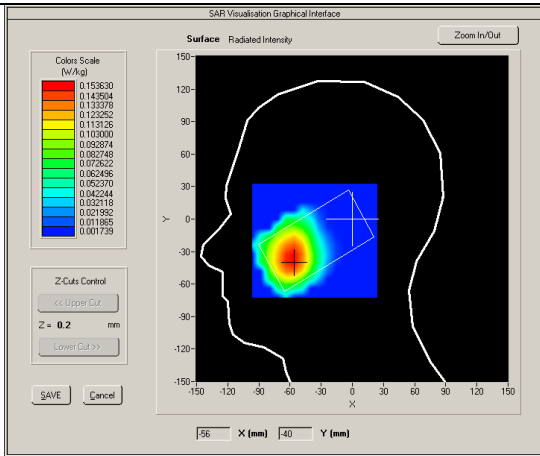 SAR Visualisation Graphical Interface
Surface Radiated Intensity
Zoom In/Out
Colors Scale
(W/kg)
0.153630
0.143504
0.133378
0.123252
0.113126
0.103000
0.092874
0.082748
0.072622
0.062496
0.052370
0.042244
0.032118
0.021992
0.011865
0.001739
Z-Cuts Control
<< Upper Cut
Z = 0.2 mm
Lower Cut >>
SAVE Cancel
Y
150
120
90
60
30
0
-30
-60
-90
-120
-150
-150 -120 -90 -60 -30 0 30 60 90 120 150
X
-56 X (mm) -40 Y (mm)